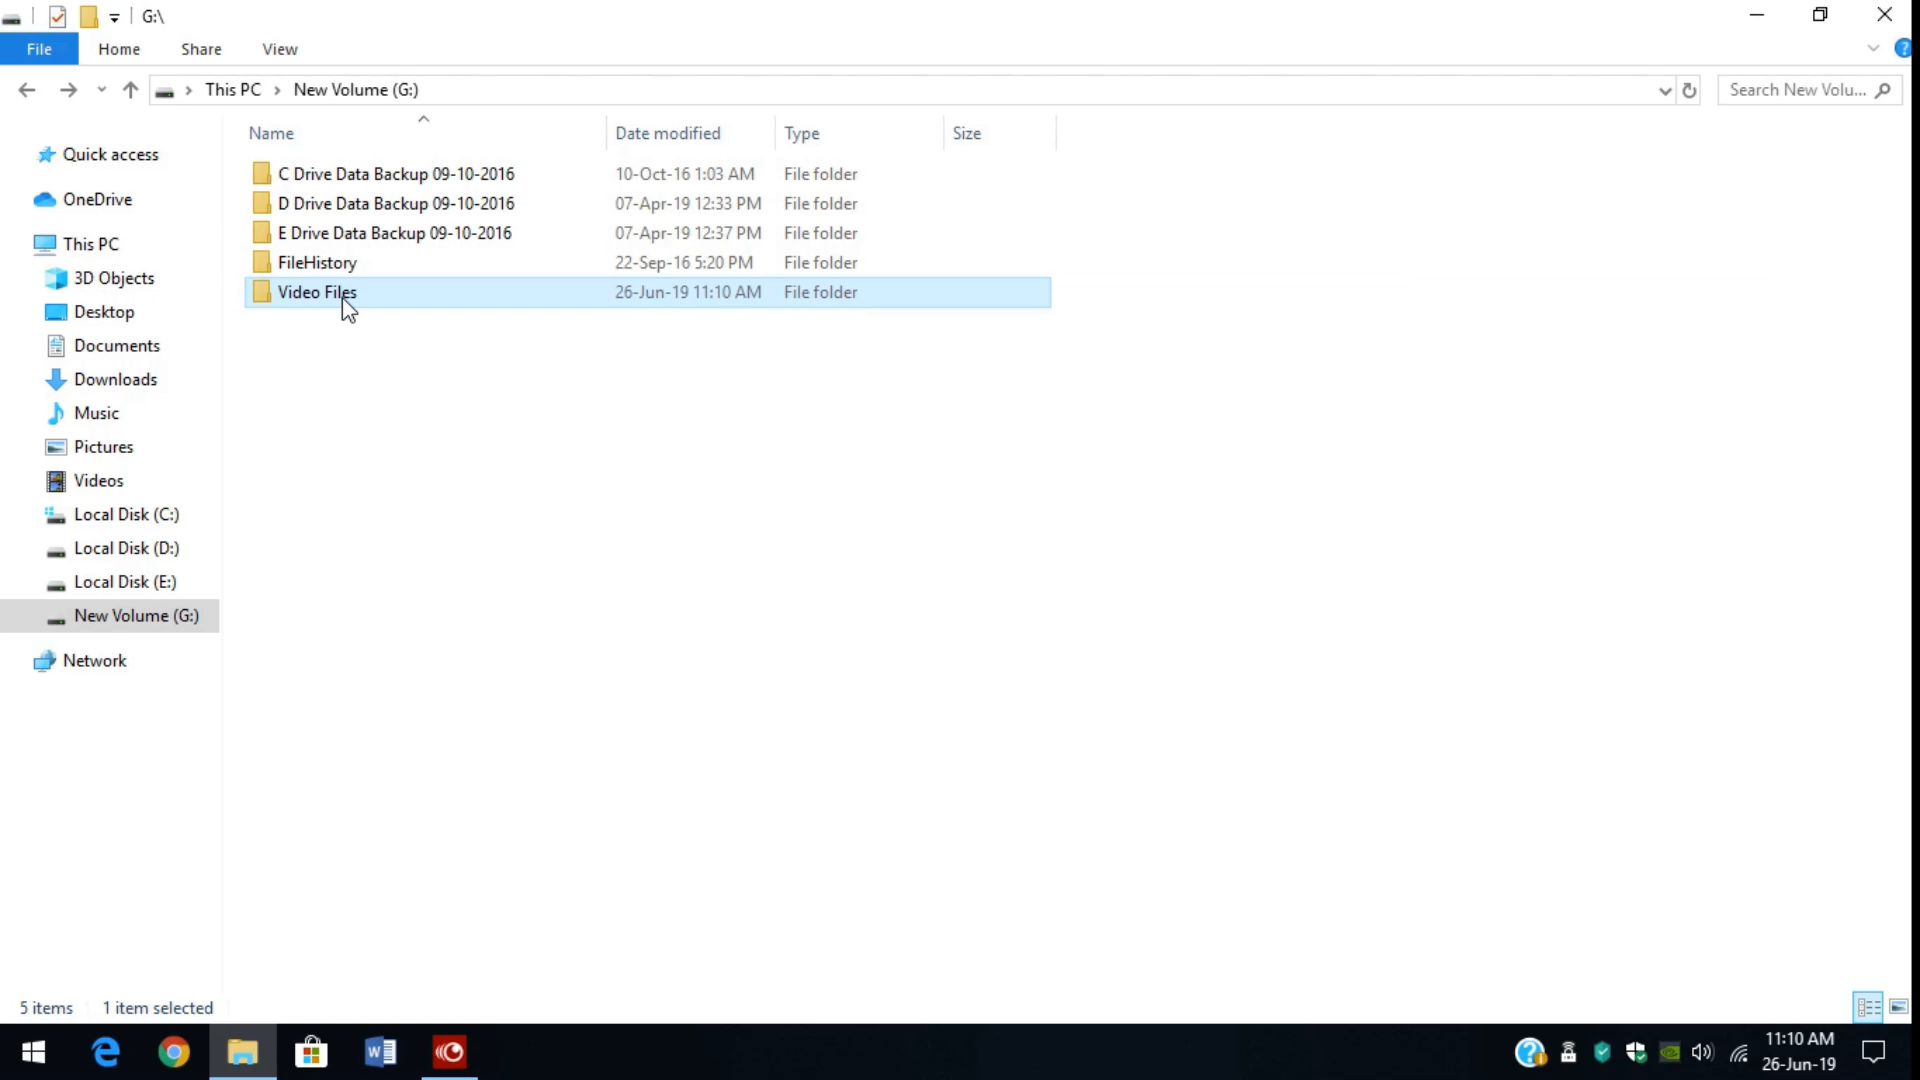 G:\
File Home Share View
This PC New Volume (G:)
Search New Volu...
Name Date modified Type Size
Quick access
OneDrive
This PC
3D Objects
Desktop
Documents
Downloads
Music
Pictures
Videos
Local Disk (C:)
Local Disk (D:)
Local Disk (E:)
New Volume (G:)
Network
C Drive Data Backup 09-10-2016 10-Oct-16 1:03 AM File folder
D Drive Data Backup 09-10-2016 07-Apr-19 12:33 PM File folder
E Drive Data Backup 09-10-2016 07-Apr-19 12:37 PM File folder
FileHistory 22-Sep-16 5:20 PM File folder
Video Files 26-Jun-19 11:10 AM File folder
5 items 1 item selected
11:10 AM
26-Jun-19